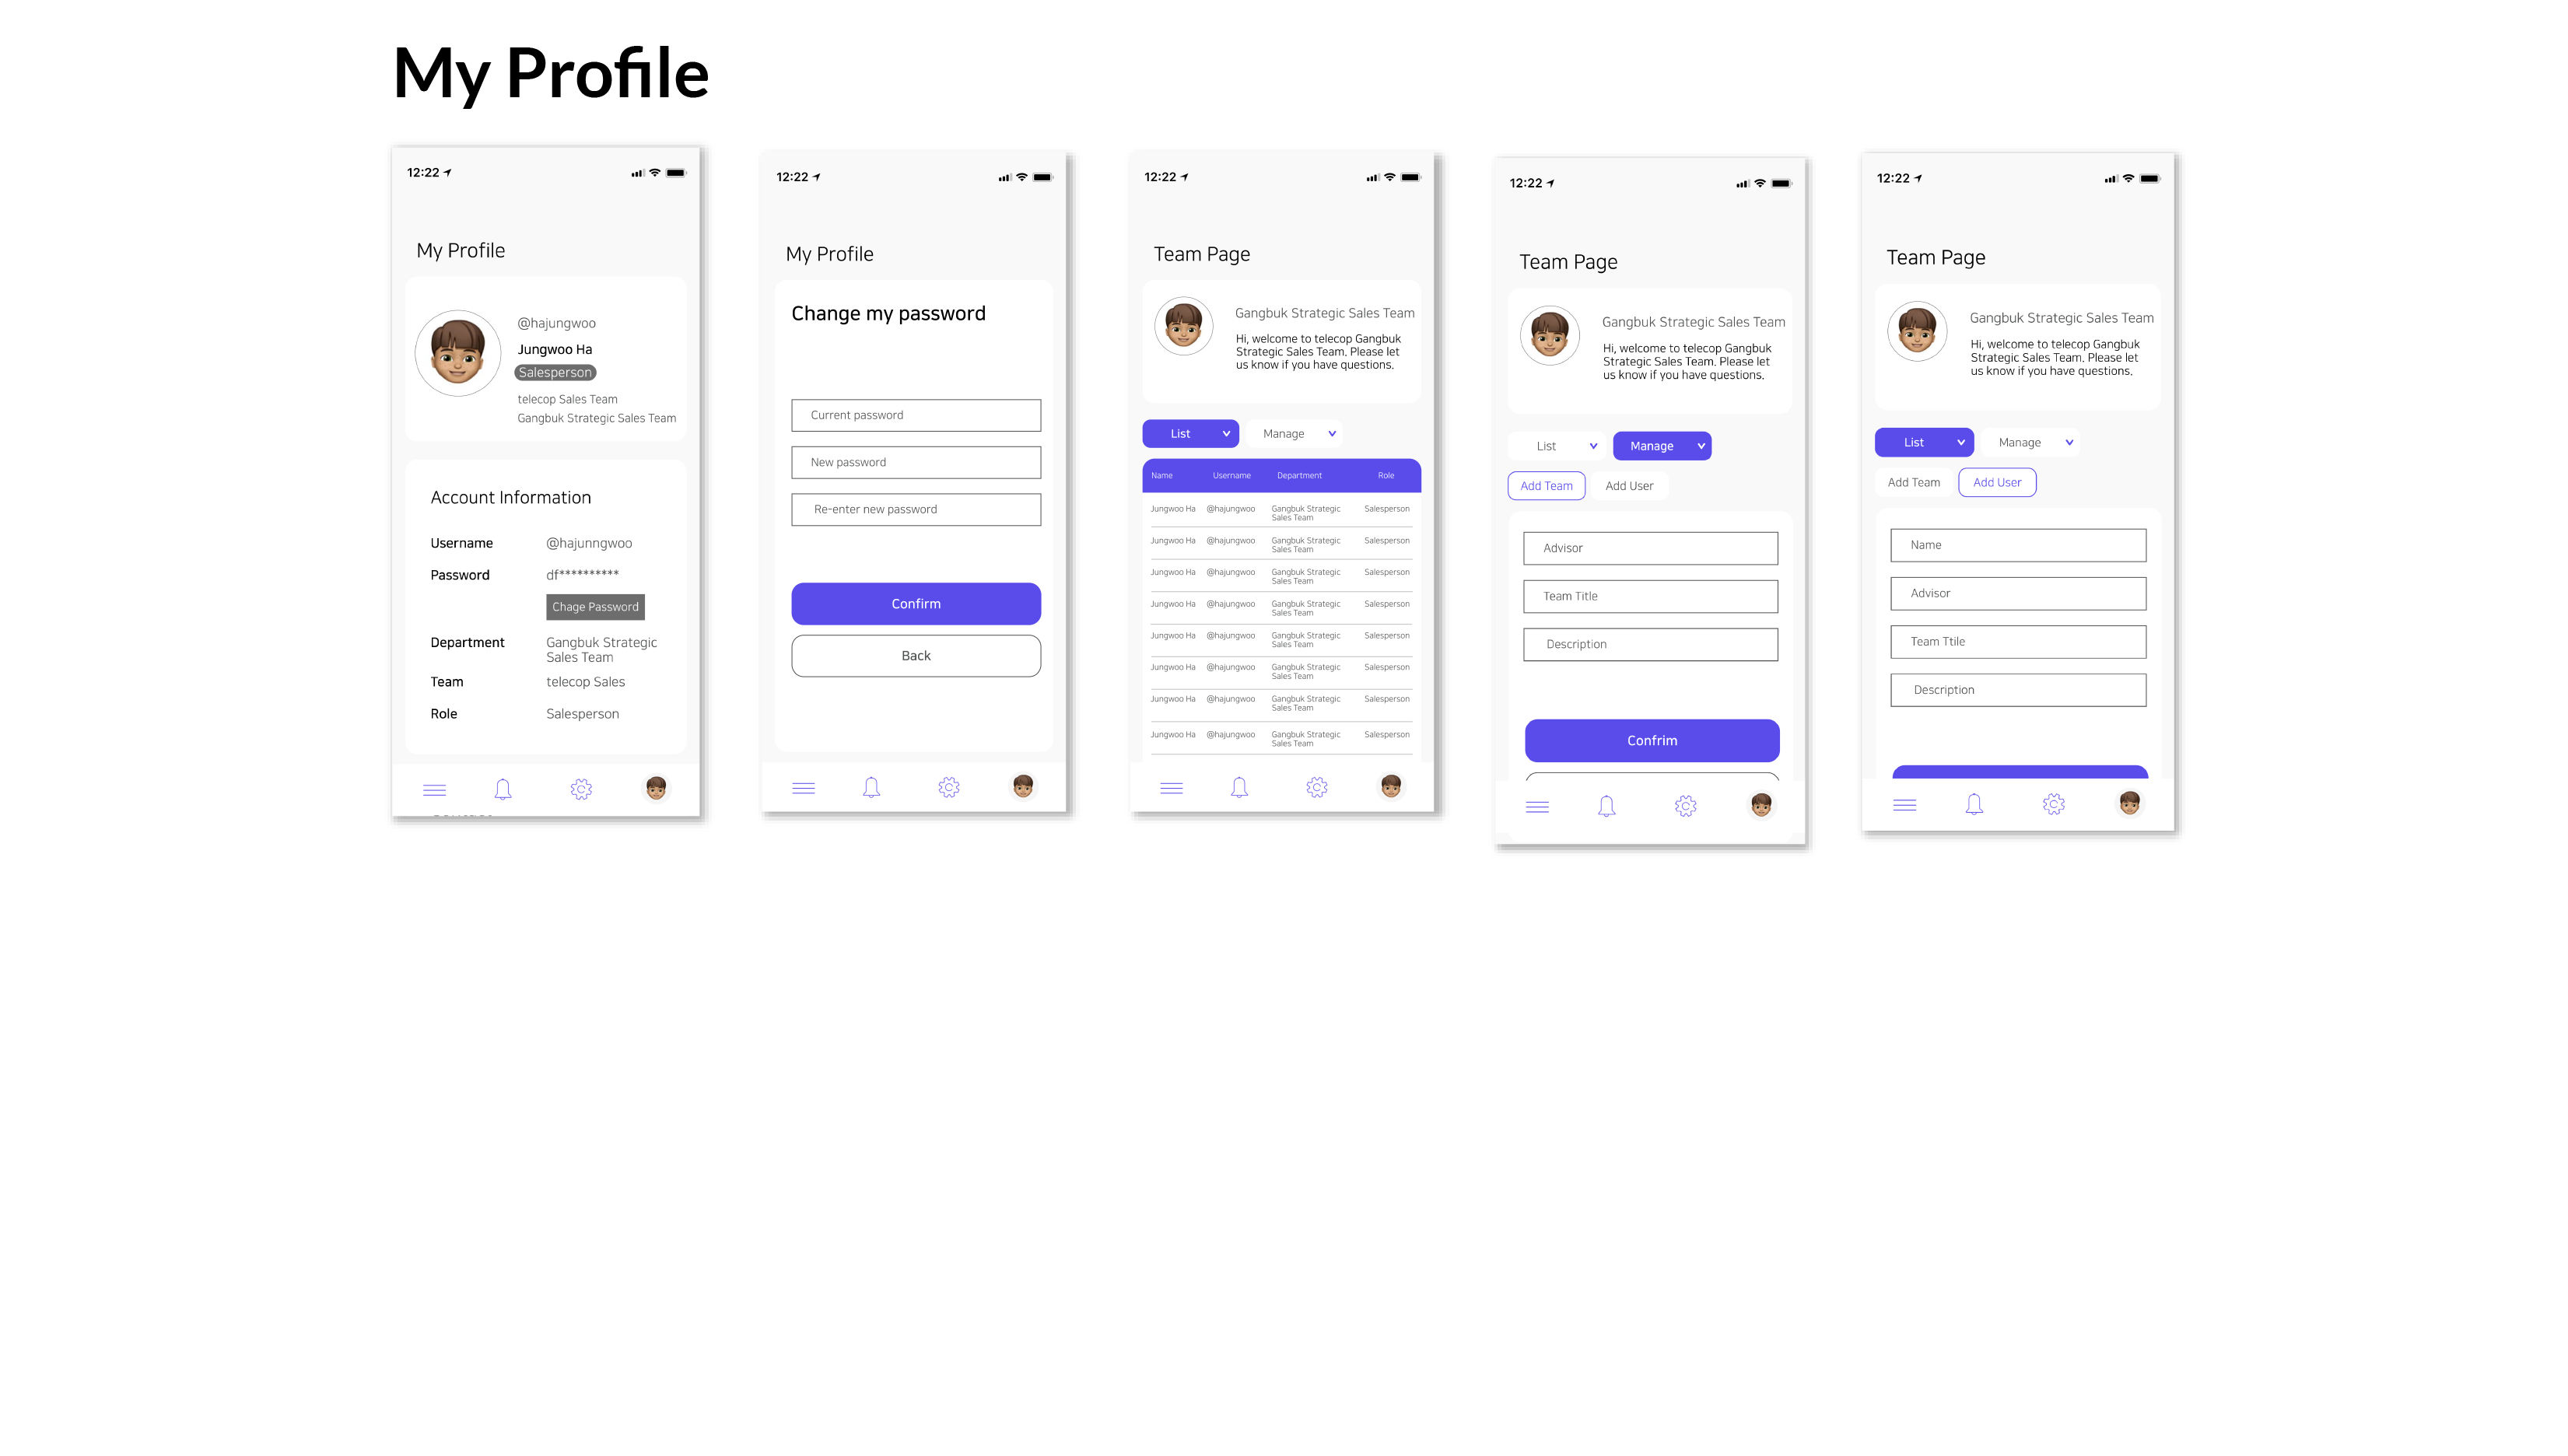 My Profile
12:22
My Profile
@hajungwoo
Jungwoo Ha
Salesperson
telecop Sales Team
Gangbuk Strategic Sales Team
Account Information
Username @hajunngwoo
Password df**********
Chage Password
Department Gangbuk Strategic
Sales Team
Team telecop Sales
Role Salesperson
12:22
My Profile
Change my password
Current password
New password
Re-enter new password
Confirm
Back
12:22
Team Page
Gangbuk Strategic Sales Team
Hi, welcome to telecop Gangbuk
Strategic Sales Team. Please let
us know if you have questions.
List Manage
Name Username Department Role
Jungwoo Ha @hajungwoo Gangbuk Strategic Salesperson
Sales Team
Jungwoo Ha @hajungwoo Gangbuk Strategic Salesperson
Sales Team
Jungwoo Ha @hajungwoo Gangbuk Strategic Salesperson
Sales Team
Jungwoo Ha @hajungwoo Gangbuk Strategic Salesperson
Sales Team
Jungwoo Ha @hajungwoo Gangbuk Strategic Salesperson
Sales Team
Jungwoo Ha @hajungwoo Gangbuk Strategic Salesperson
Sales Team
Jungwoo Ha @hajungwoo Gangbuk Strategic Salesperson
Sales Team
Jungwoo Ha @hajungwoo Gangbuk Strategic Salesperson
Sales Team
12:22
Team Page
Gangbuk Strategic Sales Team
Hi, welcome to telecop Gangbuk
Strategic Sales Team. Please let
us know if you have questions.
List Manage
Add Team Add User
Advisor
Team Title
Description
Confrim
12:22
Team Page
Gangbuk Strategic Sales Team
Hi, welcome to telecop Gangbuk
Strategic Sales Team. Please let
us know if you have questions.
List Manage
Add Team Add User
Name
Advisor
Team Ttile
Description